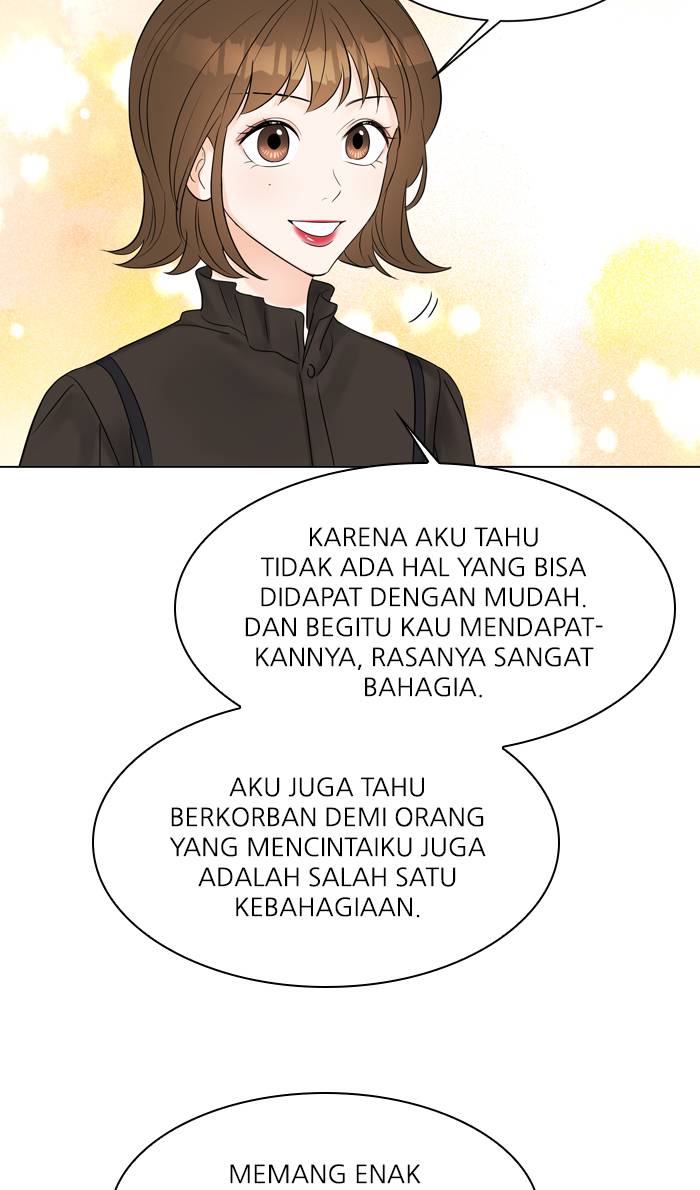 KARENA AKU TAHU
TIDAK ADA HAL YANG BISA
DIDAPAT DENGAN MUDAH.
DAN BEGITU KAU MENDAPAT-
KANNYA, RASANYA SANGAT
BAHAGIA.
AKU JUGA TAHU
BERKORBAN DEMI ORANG
YANG MENCINTAIKU JUGA
ADALAH SALAH SATU
KEBAHAGIAAN.
MEMANG ENAK